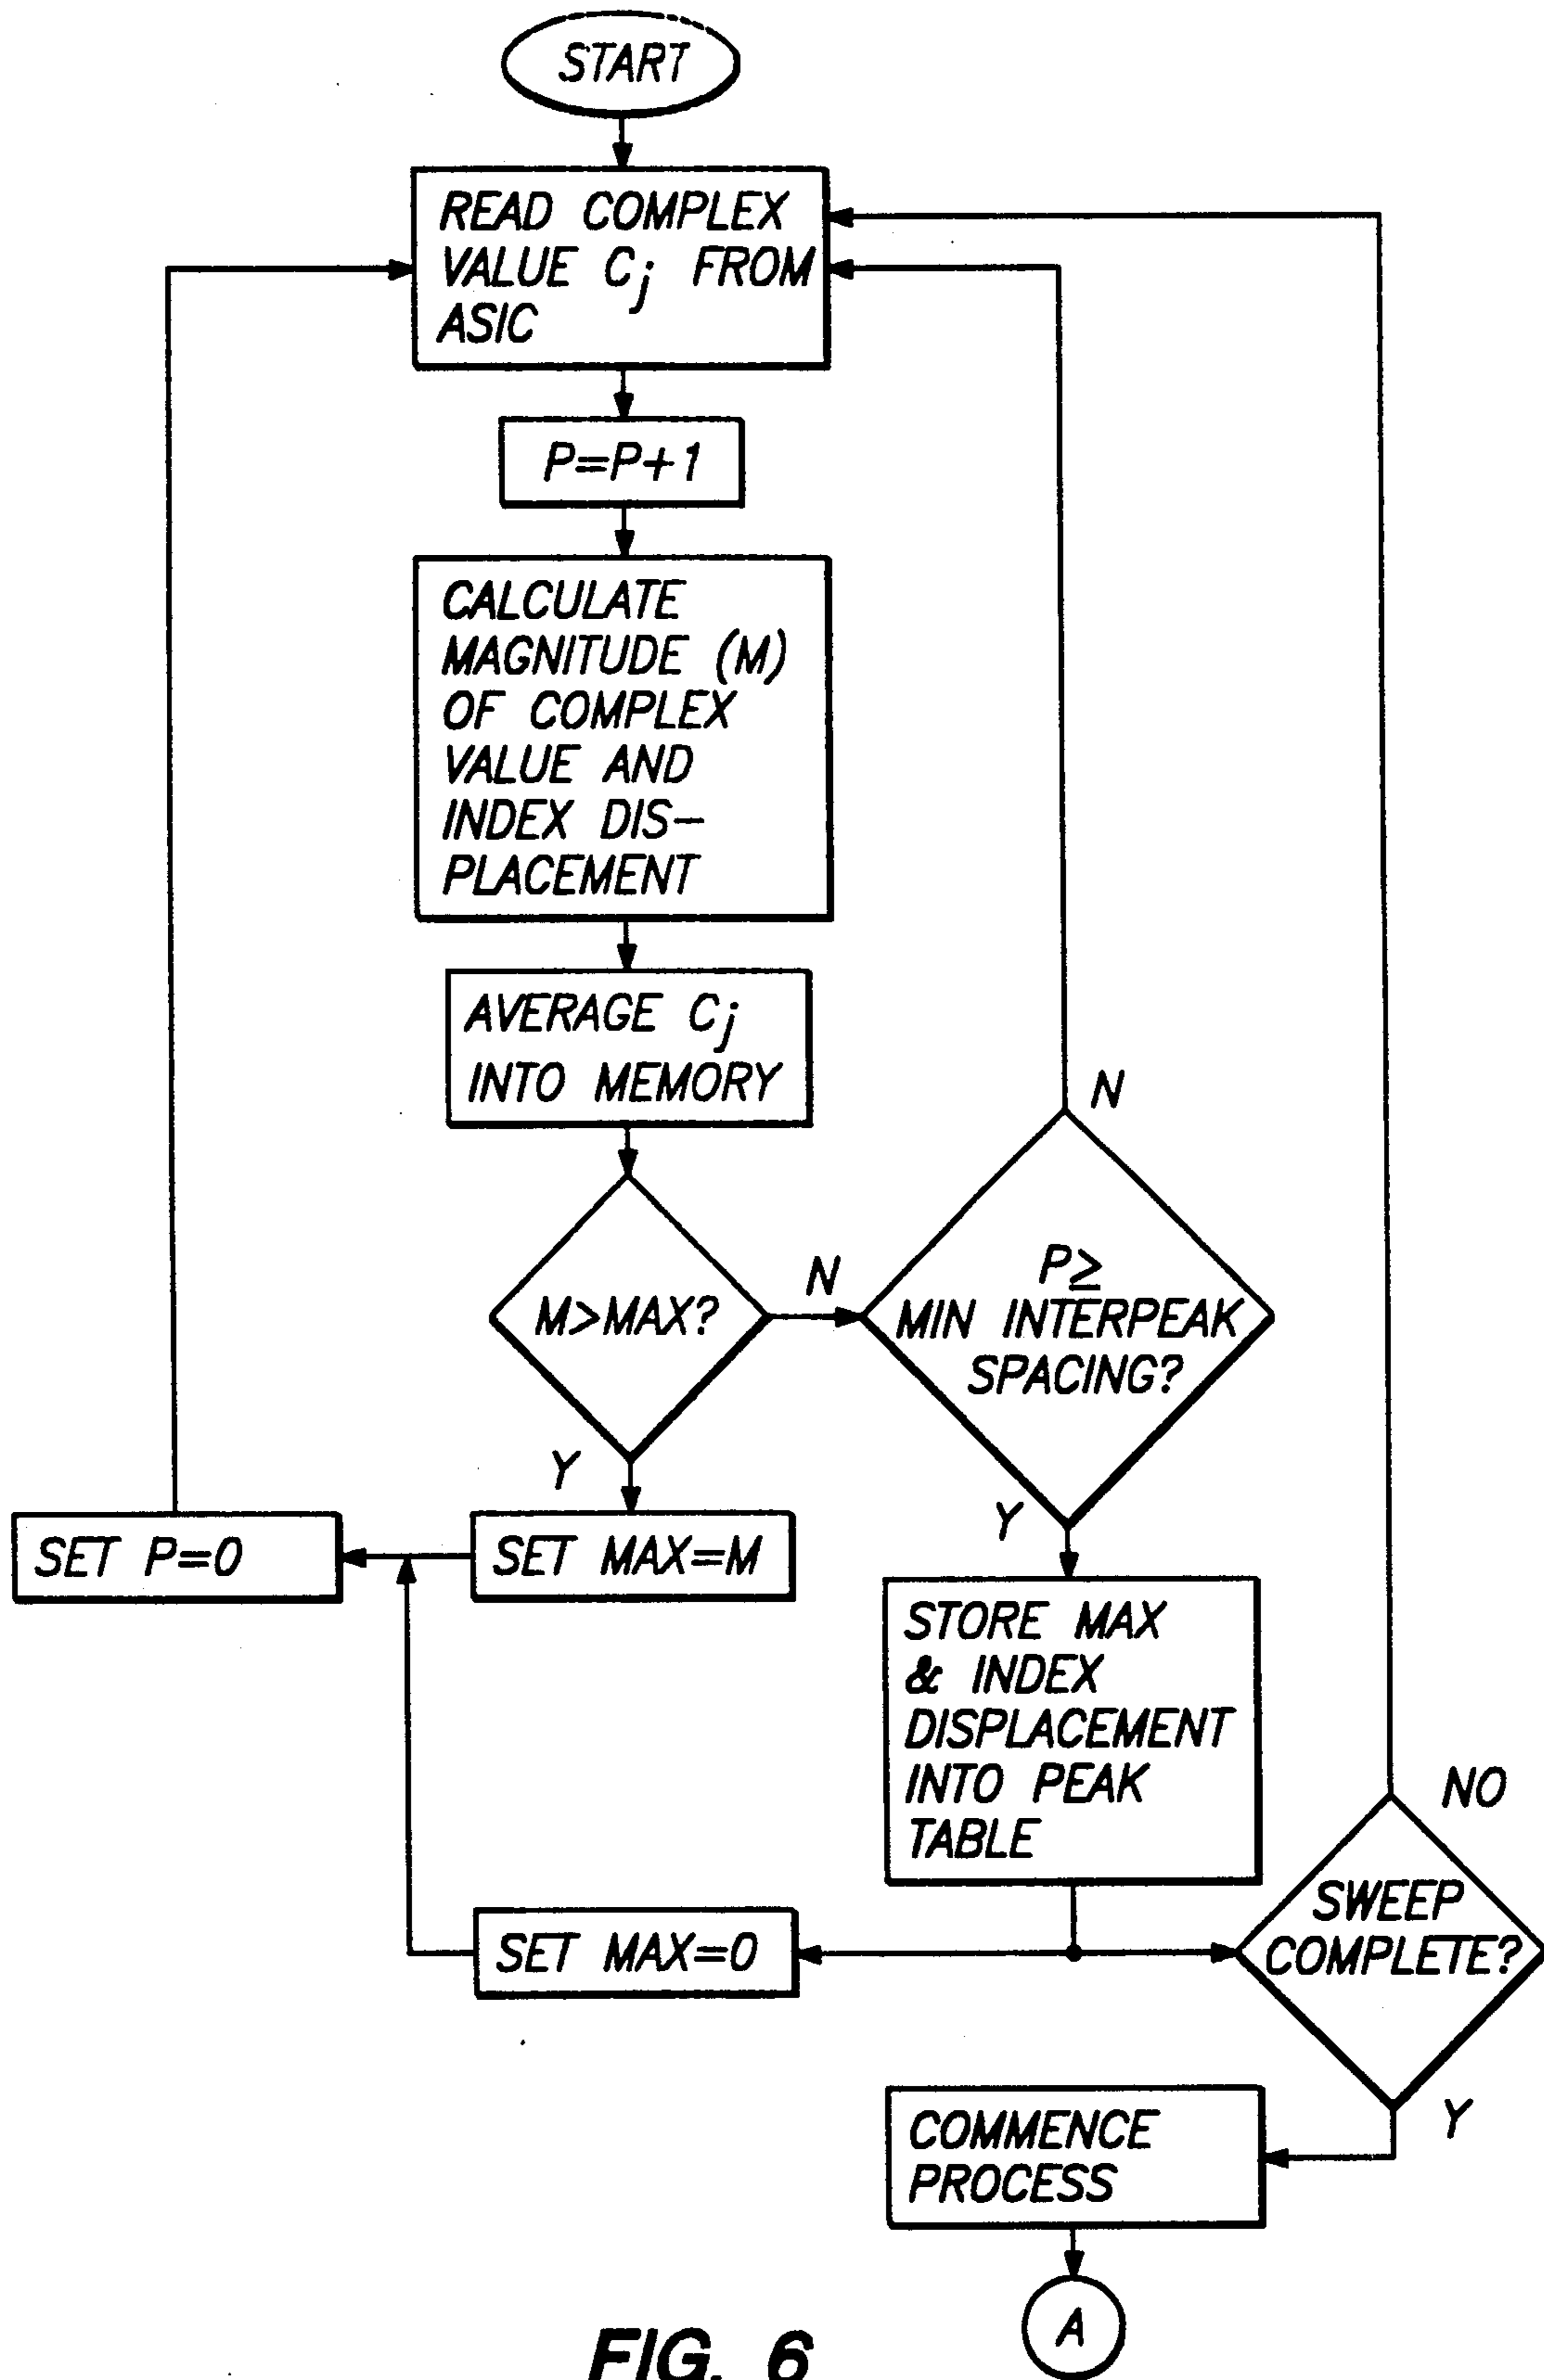 START
READ COMPLEX
VALUE Cj FROM
ASIC
P=P+1
CALCULATE
MAGNITUDE (M)
OF COMPLEX
VALUE AND
INDEX DIS-
PLACEMENT
AVERAGE Cj
INTO MEMORY
M>MAX?
N
Y
P≥
MIN INTERPEAK
SPACING?
N
Y
SET P=0
SET MAX=M
STORE MAX
& INDEX
DISPLACEMENT
INTO PEAK
TABLE
SET MAX=0
SWEEP
COMPLETE?
NO
Y
COMMENCE
PROCESS
A
FIG. 6